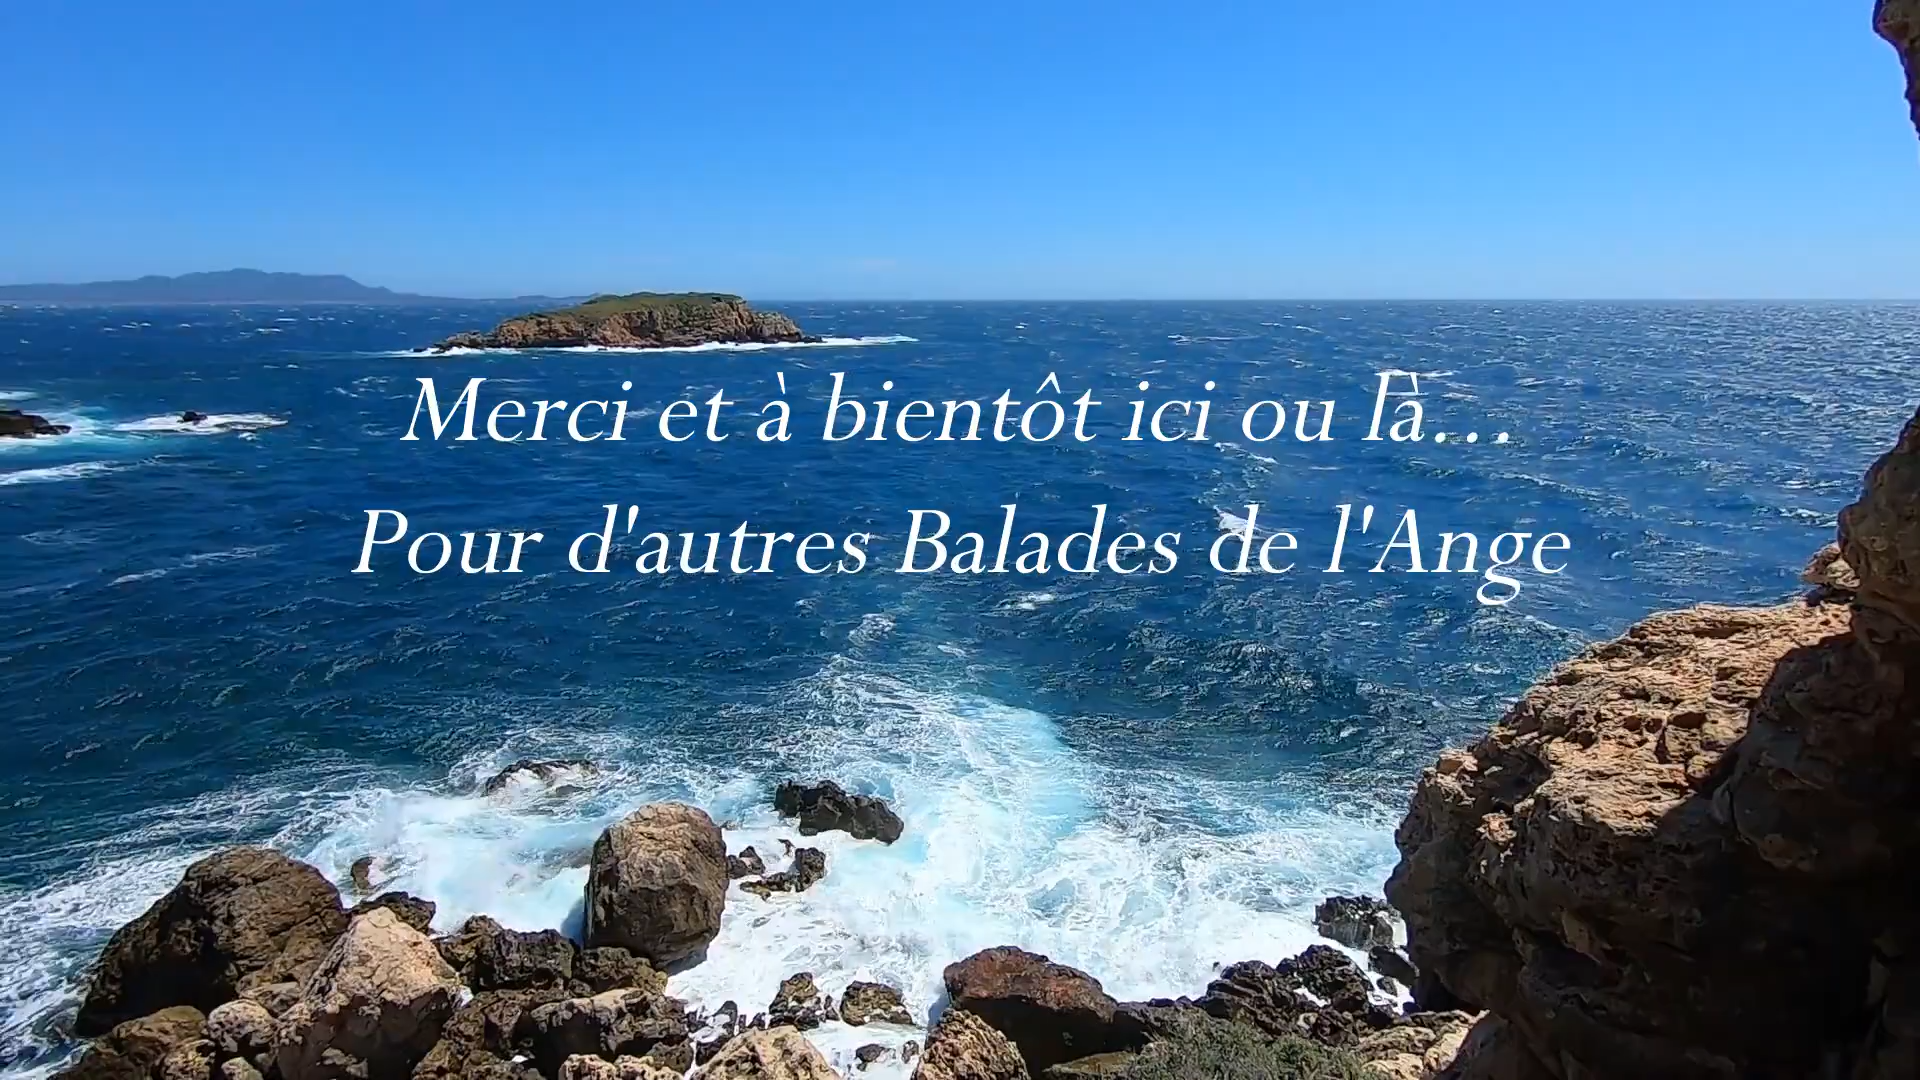 Merci et à bientôt ici ou là...
Pour d'autres Balades de l'Ange